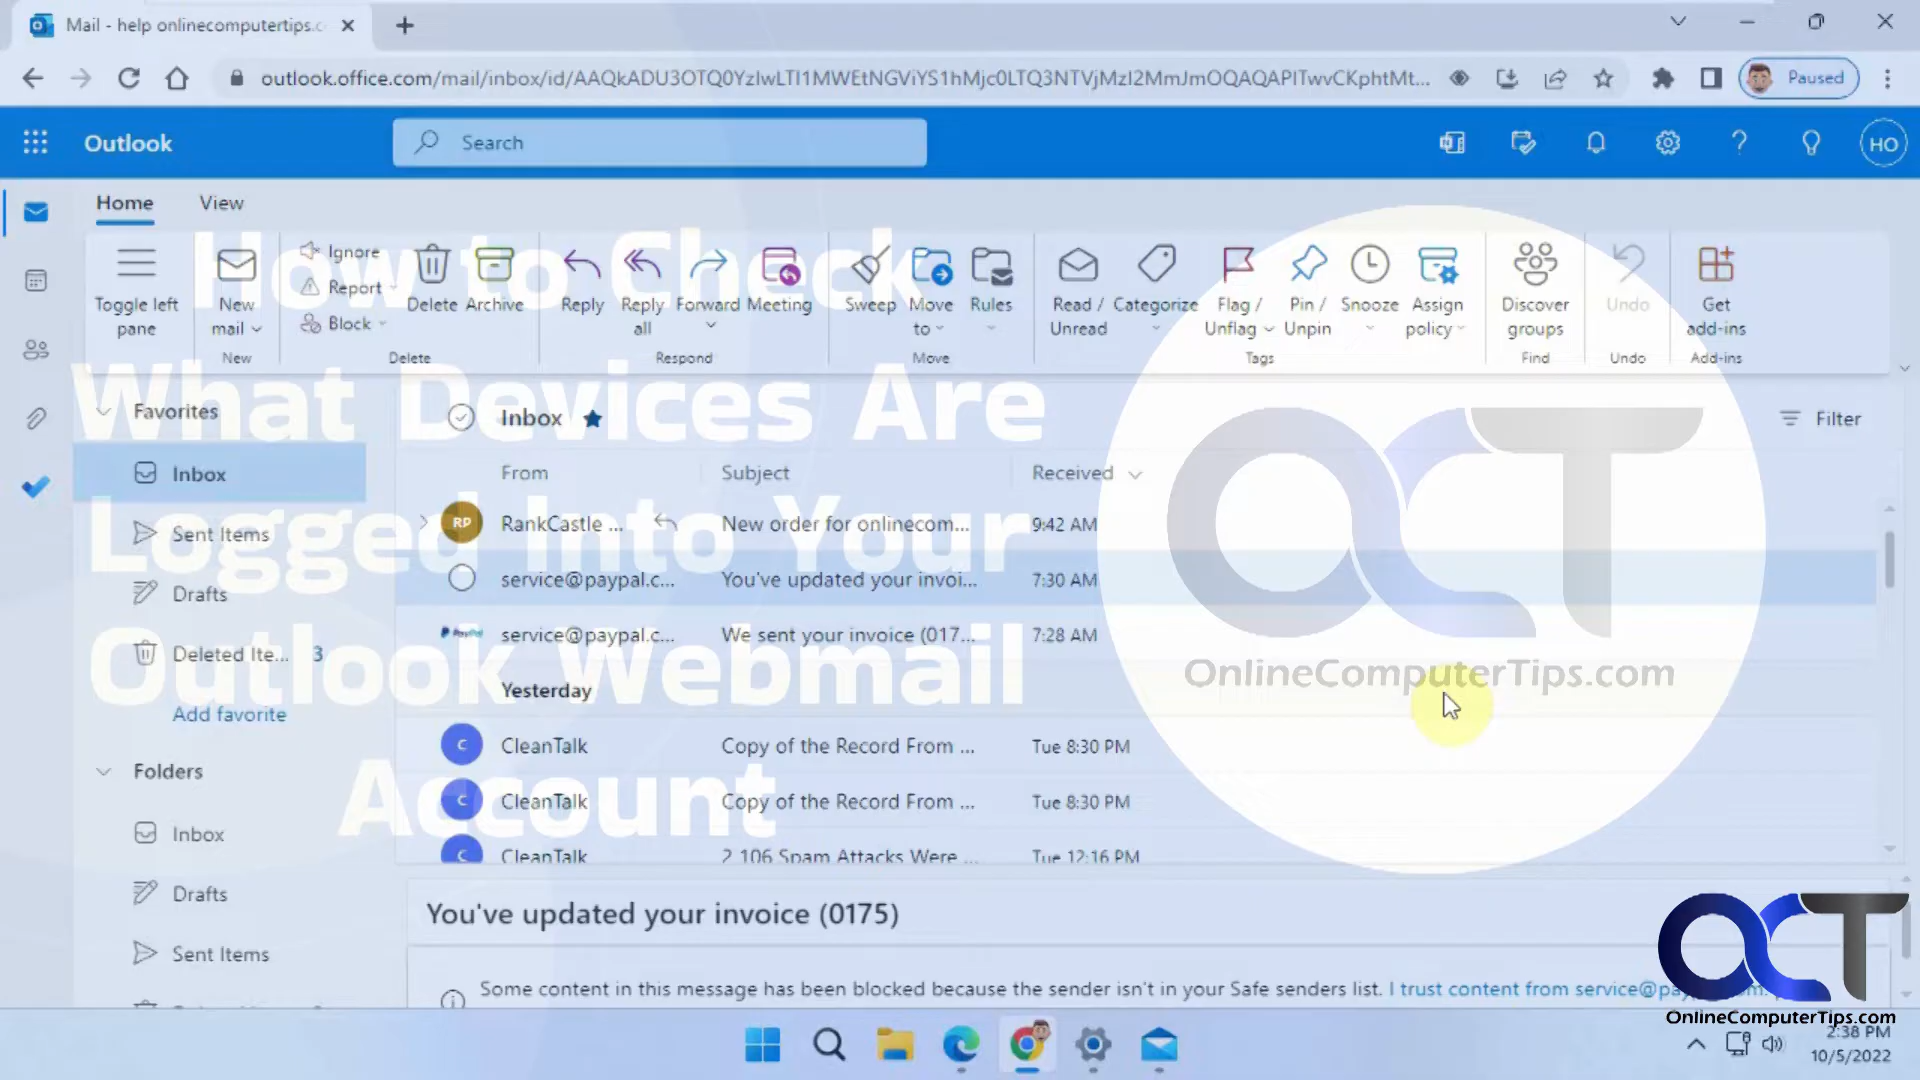 Mail - help onlinecomputertips.c
outlook.office.com/mail/inbox/id/AAQkADU3OTQ0YzIwLTI1MWEtNGViYS1hMjc0LTQ3NTVjMzI2MmJmOQAQAPITwvCKphtMt...
Paused
Outlook
Search
HO
Home
View
Toggle left pane
New mail
New
Ignore
Report
Block
Delete
Archive
Delete
Reply
Reply all
Forward
Meeting
Respond
Sweep
Move to
Rules
Move
Read / Unread
Categorize
Flag / Unflag
Pin / Unpin
Snooze
Assign policy
Tags
Discover groups
Find
Undo
Undo
Get add-ins
Add-ins
How to Check
What Devices Are
Logged Into Your
Outlook Webmail
Account
OCT
OnlineComputerTips.com
Favorites
Inbox
Sent Items
Drafts
Deleted Ite... 3
Add favorite
Folders
Inbox
Drafts
Sent Items
Inbox
Filter
From Subject Received
RP RankCastle ... New order for onlinecom... 9:42 AM
service@paypal.c... You've updated your invoi... 7:30 AM
PayPal service@paypal.c... We sent your invoice (017... 7:28 AM
Yesterday
C CleanTalk Copy of the Record From ... Tue 8:30 PM
C CleanTalk Copy of the Record From ... Tue 8:30 PM
C CleanTalk 2 106 Spam Attacks Were ... Tue 12:16 PM
You've updated your invoice (0175)
Some content in this message has been blocked because the sender isn't in your Safe senders list. I trust content from service@pay
OCT
OnlineComputerTips.com
2:38 PM
10/5/2022